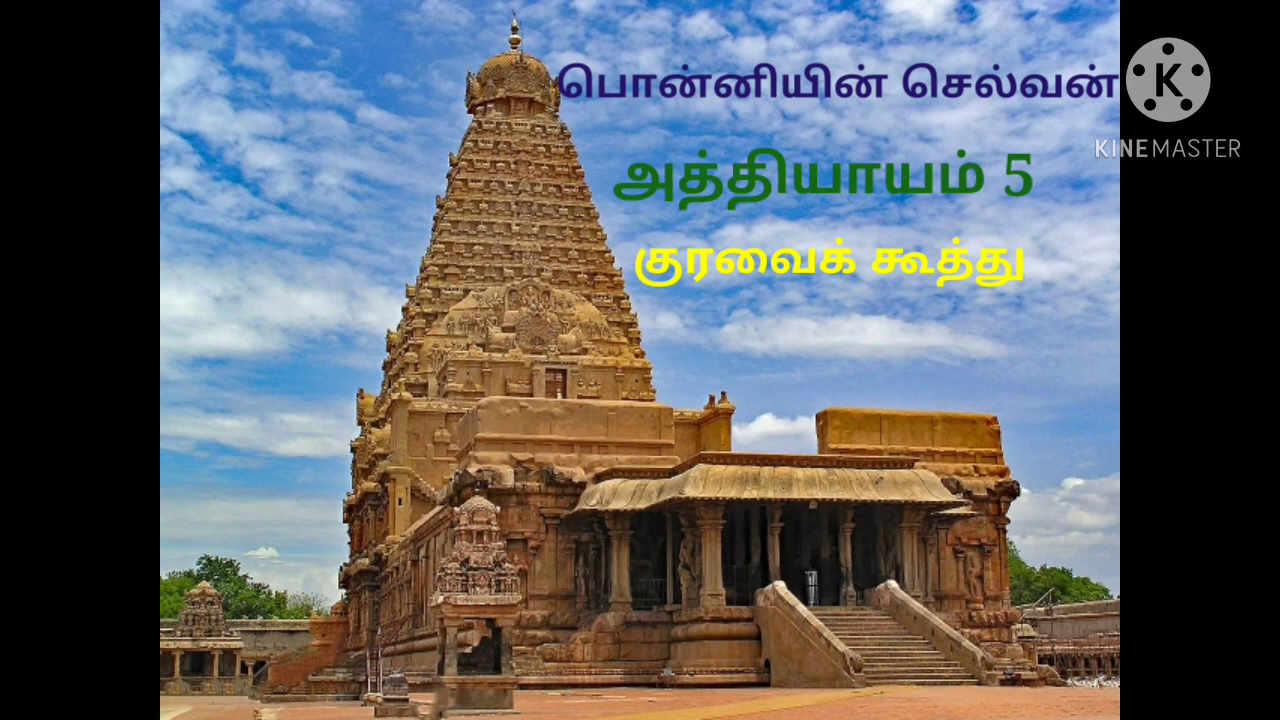 பொன்னியின் செல்வன்
அத்தியாயம் 5
குரவைக் கூத்து
K
KINEMASTER